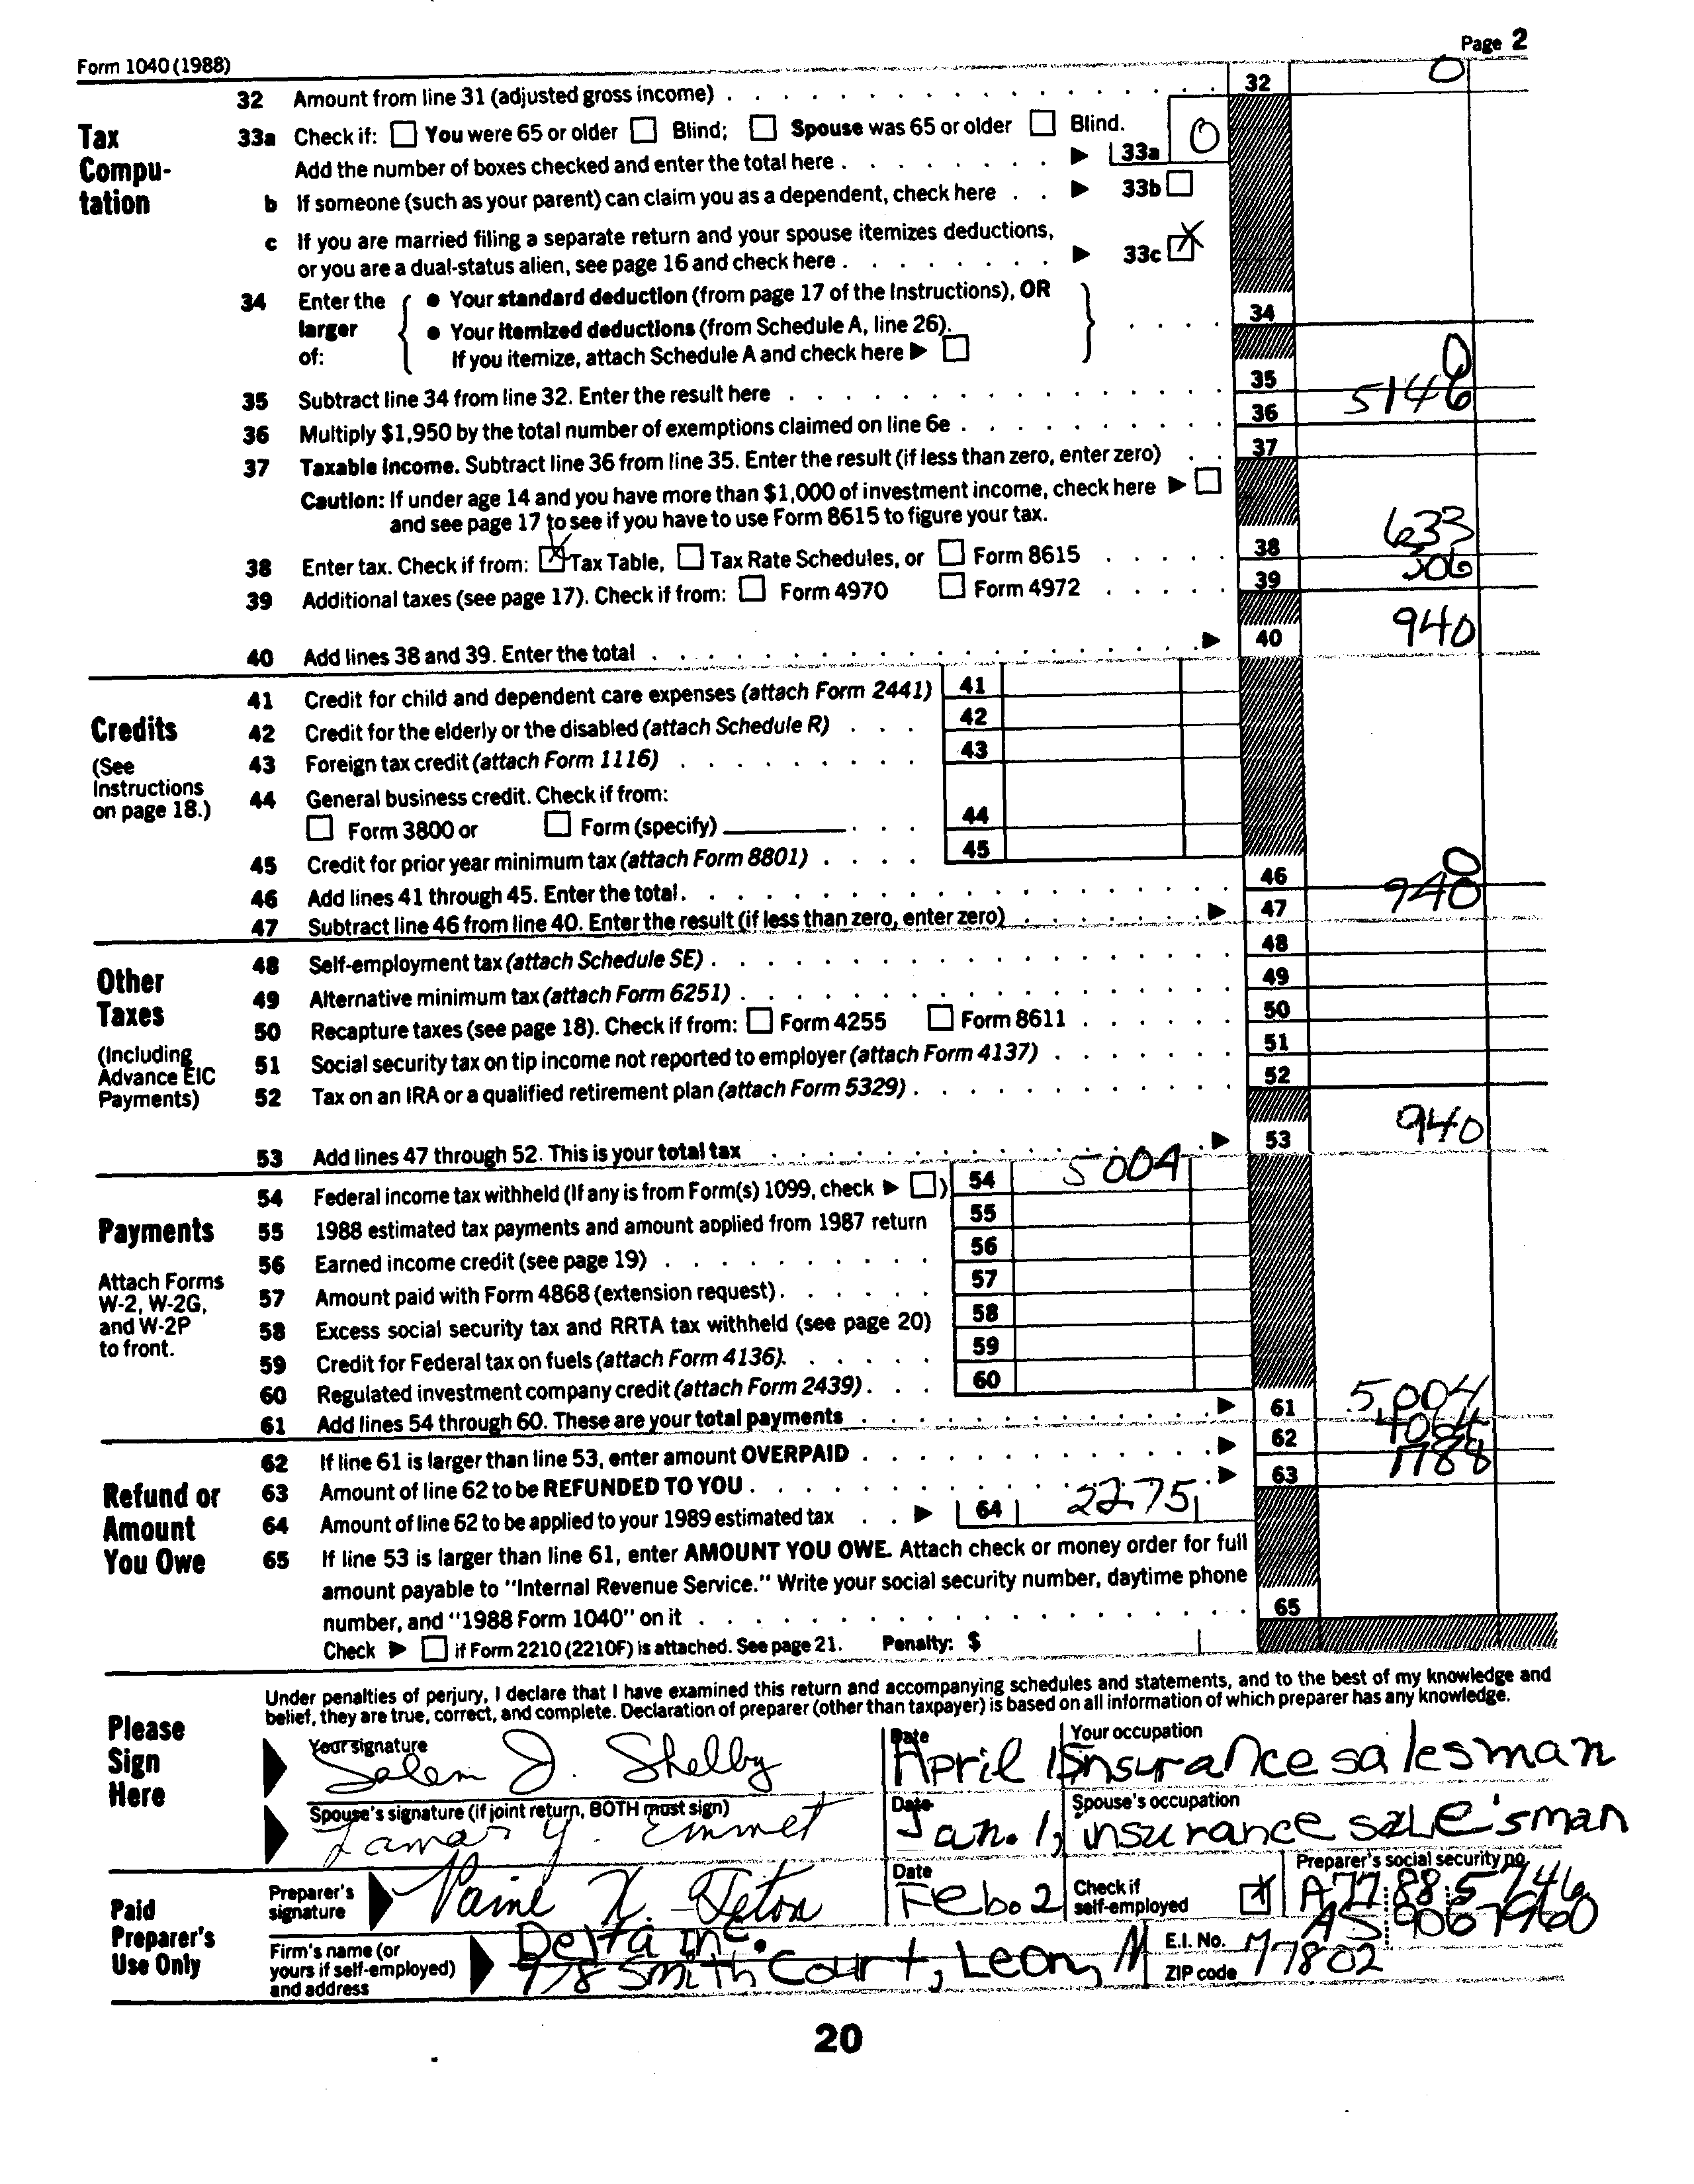 Form 1040 (1988) Page 2
32 Amount from line 31 (adjusted gross income) 32 0
Tax Compu- tation
33a Check if: You were 65 or older Blind; Spouse was 65 or older Blind.
Add the number of boxes checked and enter the total here 33a 0
b If someone (such as your parent) can claim you as a dependent, check here 33b
c If you are married filing a separate return and your spouse itemizes deductions,
or you are a dual-status alien, see page 16 and check here 33c X
34 Enter the larger of:
• Your standard deduction (from page 17 of the Instructions), OR
• Your itemized deductions (from Schedule A, line 26).
If you itemize, attach Schedule A and check here
34
35 Subtract line 34 from line 32. Enter the result here 35 0
36 Multiply $1,950 by the total number of exemptions claimed on line 6e 36 5146
37 Taxable income. Subtract line 36 from line 35. Enter the result (if less than zero, enter zero) 37
Caution: If under age 14 and you have more than $1,000 of investment income, check here
and see page 17 to see if you have to use Form 8615 to figure your tax.
38 Enter tax. Check if from: X Tax Table, Tax Rate Schedules, or Form 8615 38 633
39 Additional taxes (see page 17). Check if from: Form 4970 Form 4972 39 306
40 Add lines 38 and 39. Enter the total 40 940
Credits
(See Instructions on page 18.)
41 Credit for child and dependent care expenses (attach Form 2441) 41
42 Credit for the elderly or the disabled (attach Schedule R) 42
43 Foreign tax credit (attach Form 1116) 43
44 General business credit. Check if from:
Form 3800 or Form (specify) 44
45 Credit for prior year minimum tax (attach Form 8801) 45
46 Add lines 41 through 45. Enter the total 46 0
47 Subtract line 46 from line 40. Enter the result (if less than zero, enter zero) 47 940
Other Taxes
(Including Advance EIC Payments)
48 Self-employment tax (attach Schedule SE) 48
49 Alternative minimum tax (attach Form 6251) 49
50 Recapture taxes (see page 18). Check if from: Form 4255 Form 8611 50
51 Social security tax on tip income not reported to employer (attach Form 4137) 51
52 Tax on an IRA or a qualified retirement plan (attach Form 5329) 52
53 Add lines 47 through 52. This is your total tax 53 940
Payments
Attach Forms W-2, W-2G, and W-2P to front.
54 Federal income tax withheld (If any is from Form(s) 1099, check ) 54 5004
55 1988 estimated tax payments and amount applied from 1987 return 55
56 Earned income credit (see page 19) 56
57 Amount paid with Form 4868 (extension request) 57
58 Excess social security tax and RRTA tax withheld (see page 20) 58
59 Credit for Federal tax on fuels (attach Form 4136) 59
60 Regulated investment company credit (attach Form 2439) 60
61 Add lines 54 through 60. These are your total payments 61 5,004
Refund or Amount You Owe
62 If line 61 is larger than line 53, enter amount OVERPAID 62 4064
63 Amount of line 62 to be REFUNDED TO YOU 63 1788
64 Amount of line 62 to be applied to your 1989 estimated tax 64 2275
65 If line 53 is larger than line 61, enter AMOUNT YOU OWE. Attach check or money order for full
amount payable to "Internal Revenue Service." Write your social security number, daytime phone
number, and "1988 Form 1040" on it 65
Check if Form 2210 (2210F) is attached. See page 21. Penalty: $
Please Sign Here
Under penalties of perjury, I declare that I have examined this return and accompanying schedules and statements, and to the best of my knowledge and
belief, they are true, correct, and complete. Declaration of preparer (other than taxpayer) is based on all information of which preparer has any knowledge.
Your signature Date Your occupation
Salem J. Shelby April insurance salesman
Spouse's signature (if joint return, BOTH must sign) Date Spouse's occupation
Lamar Y. Emmet Jan. 1, insurance salesman
Paid Preparer's Use Only
Preparer's signature Paine X. Teton
Date Feb. 2
Check if self-employed X
Preparer's social security no. A77 88 5746
Firm's name (or yours if self-employed) and address
Delta Inc.
978 Smith Court, Leon, M
E.I. No. AS 9067960
ZIP code 77802
20